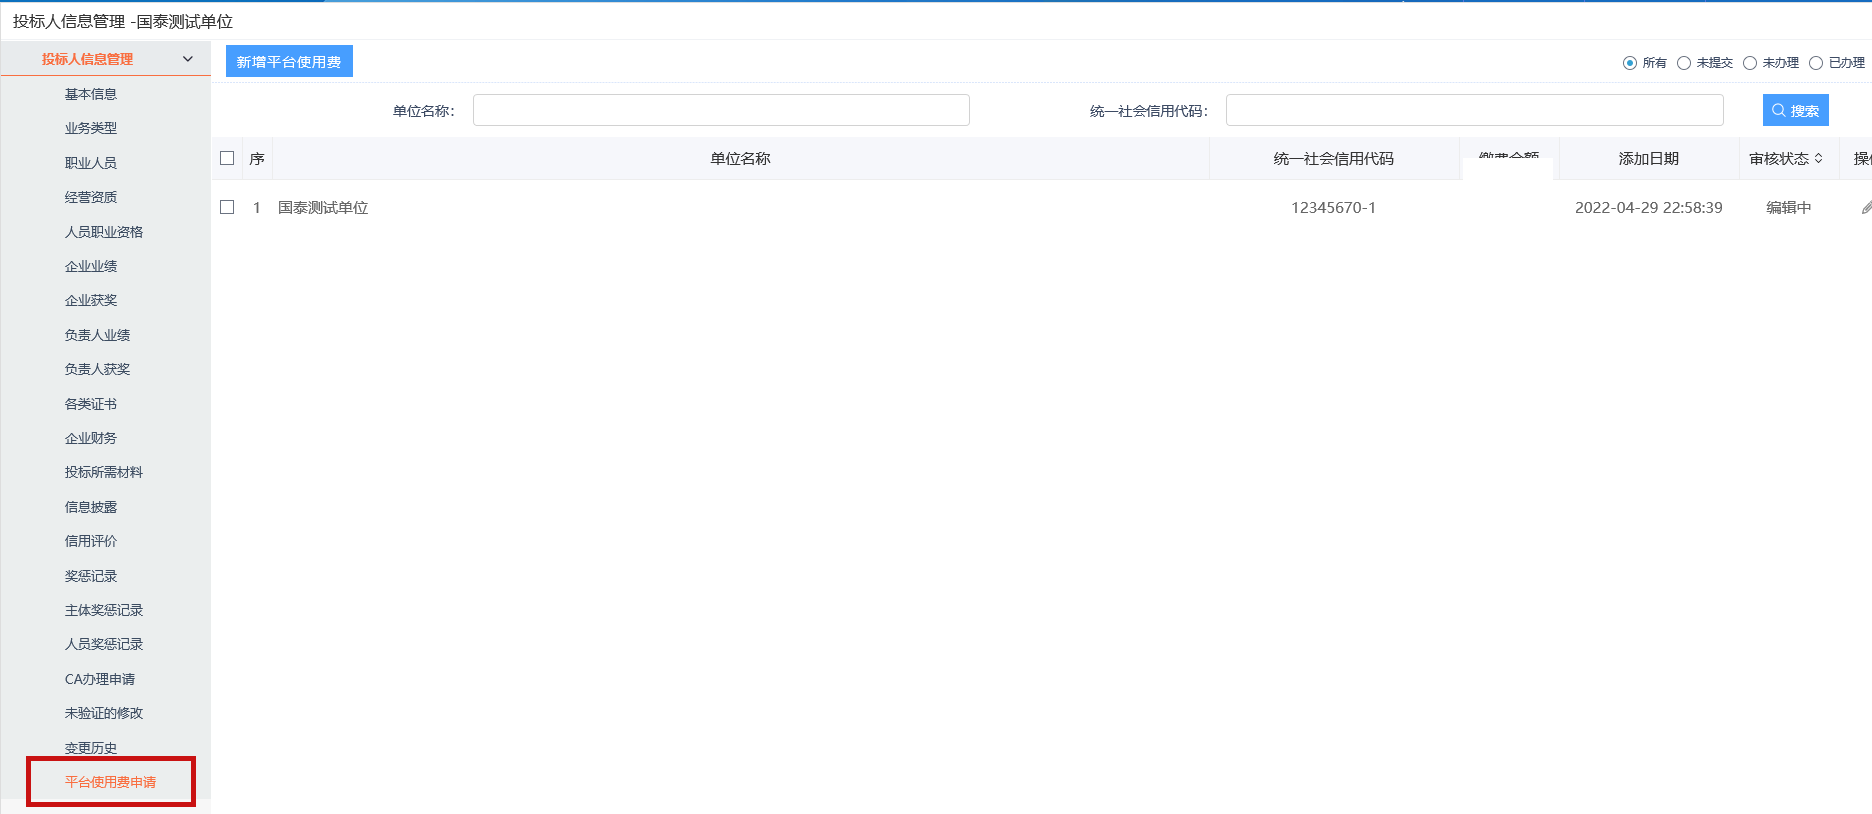 投标人信息管理 -国泰测试单位
投标人信息管理
基本信息
业务类型
职业人员
经营资质
人员职业资格
企业业绩
企业获奖
负责人业绩
负责人获奖
各类证书
企业财务
投标所需材料
信息披露
信用评价
奖惩记录
主体奖惩记录
人员奖惩记录
CA办理申请
未验证的修改
变更历史
平台使用费申请
新增平台使用费
所有 未提交 未办理 已办理
单位名称： 统一社会信用代码： 搜索
序 单位名称 统一社会信用代码 添加日期 审核状态
1 国泰测试单位 12345670-1 2022-04-29 22:58:39 编辑中